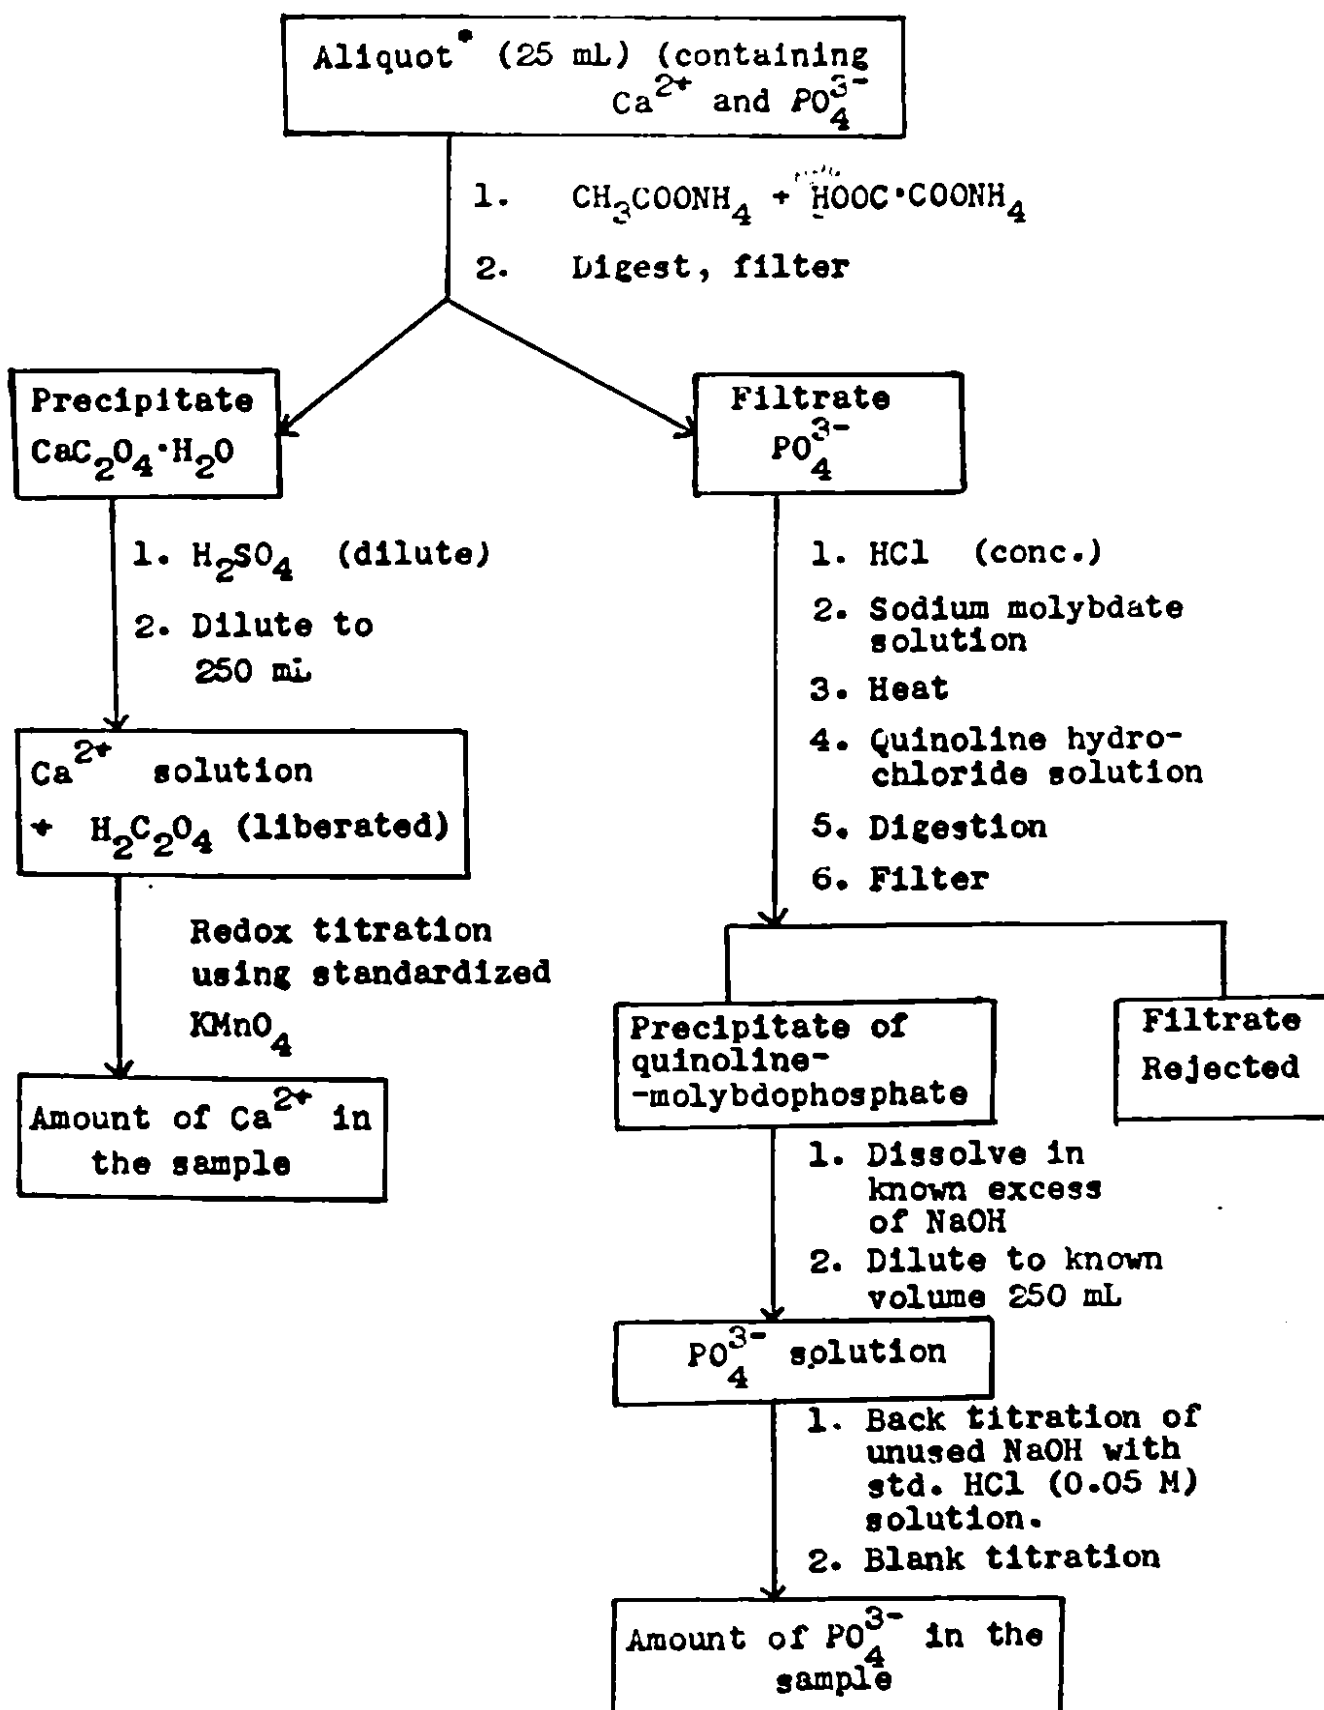 Aliquot* (25 mL) (containing
Ca²⁺ and PO₄³⁻
1. CH₃COONH₄ + HOOC·COONH₄
2. Digest, filter
Precipitate
CaC₂O₄·H₂O
1. H₂SO₄ (dilute)
2. Dilute to
250 mL
Ca²⁺ solution
+ H₂C₂O₄ (liberated)
Redox titration
using standardized
KMnO₄
Amount of Ca²⁺ in
the sample
Filtrate
PO₄³⁻
1. HCl (conc.)
2. Sodium molybdate
solution
3. Heat
4. Quinoline hydro-
chloride solution
5. Digestion
6. Filter
Precipitate of
quinoline-
-molybdophosphate
Filtrate
Rejected
1. Dissolve in
known excess
of NaOH
2. Dilute to known
volume 250 mL
PO₄³⁻ solution
1. Back titration of
unused NaOH with
std. HCl (0.05 M)
solution.
2. Blank titration
Amount of PO₄³⁻ in the
sample